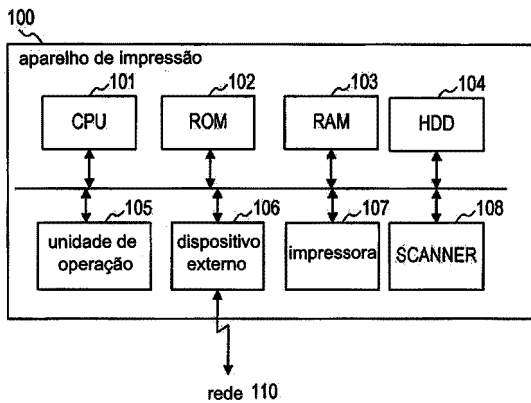 100
aparelho de impressão
101
102
103
104
CPU
ROM
RAM
HDD
105
106
107
108
unidade de
operação
dispositivo
externo
impressora
SCANNER
rede 110